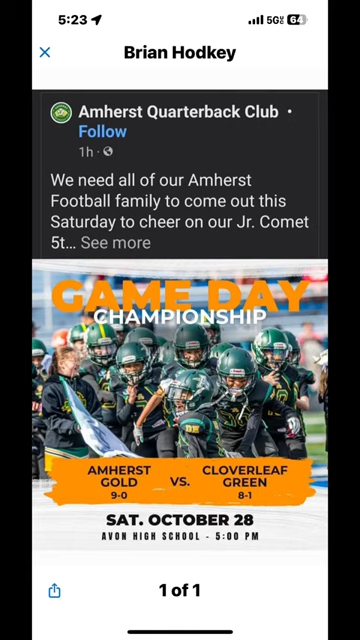 5:23
5G
64
Brian Hodkey
Amherst Quarterback Club •
Follow
1h ·
We need all of our Amherst
Football family to come out this
Saturday to cheer on our Jr. Comet
5t... See more
GAME DAY
CHAMPIONSHIP
AMHERST
GOLD
9-0
VS.
CLOVERLEAF
GREEN
8-1
SAT. OCTOBER 28
AVON HIGH SCHOOL - 5:00 PM
1 of 1